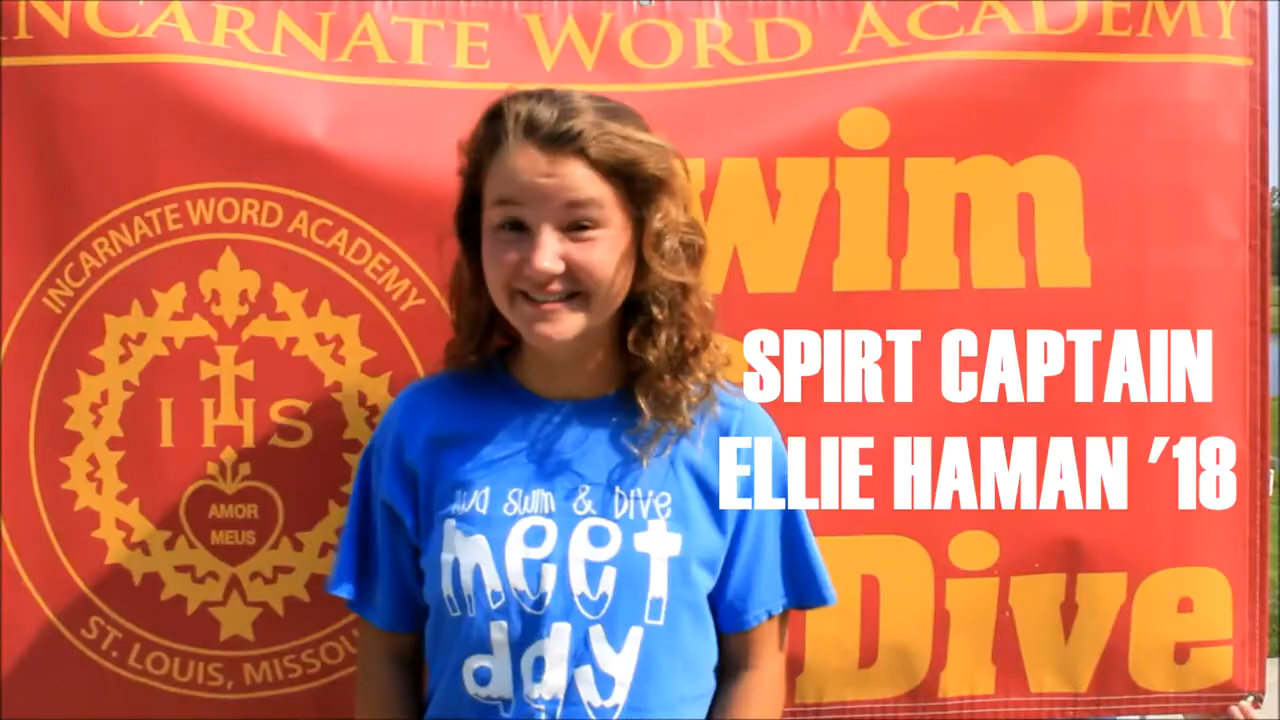 INCARNATE WORD ACADEMY
INCARNATE WORD ACADEMY
IHS
AMOR
MEUS
ST. LOUIS,
wim
&
Dive
SPIRT CAPTAIN
ELLIE HAMAN '18
swim & Dive
meet
day